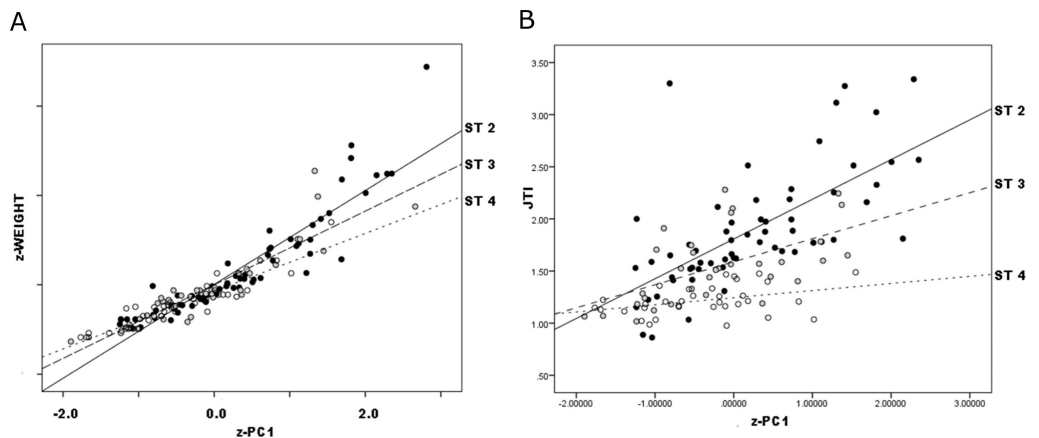 A
B
z-WEIGHT
ST 2
ST 3
ST 4
-2.0
0.0
2.0
z-PC1
JTI
3.50
3.00
2.50
2.00
1.50
1.00
.50
ST 2
ST 3
ST 4
-2.00000
-1.00000
.00000
1.00000
2.00000
3.00000
z-PC1